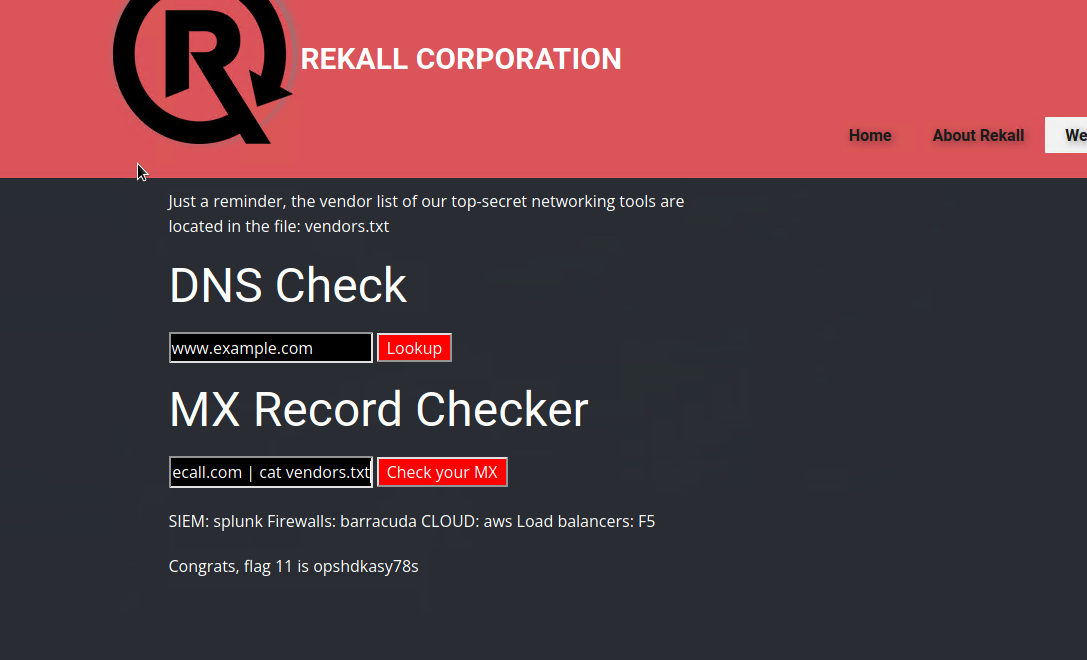 R
REKALL CORPORATION
Home About Rekall We
Just a reminder, the vendor list of our top-secret networking tools are
located in the file: vendors.txt
DNS Check
www.example.com Lookup
MX Record Checker
ecall.com | cat vendors.txt Check your MX
SIEM: splunk Firewalls: barracuda CLOUD: aws Load balancers: F5
Congrats, flag 11 is opshdkasy78s